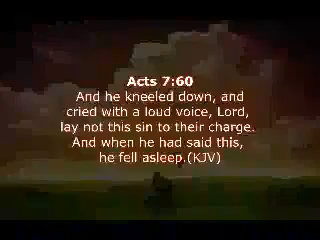 Acts 7:60
And he kneeled down, and
cried with a loud voice, Lord,
lay not this sin to their charge.
And when he had said this,
he fell asleep.(KJV)